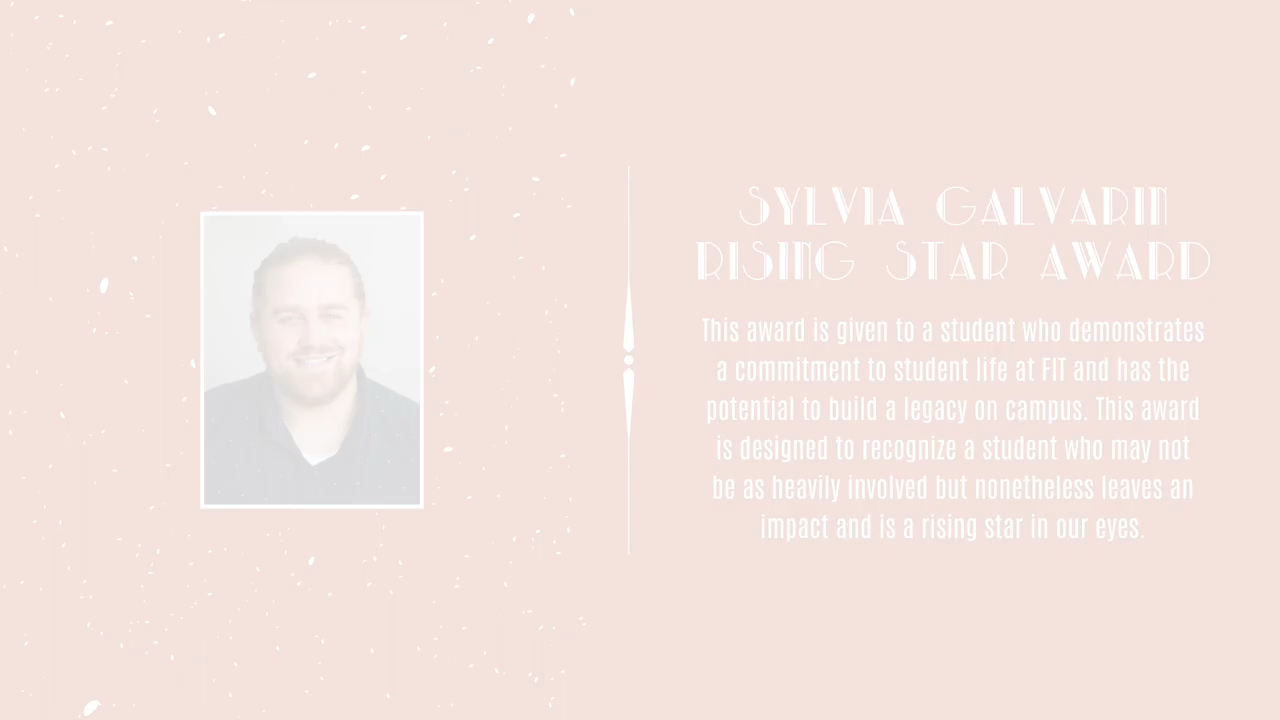 SYLVIA GALVARIN
RISING STAR AWARD
This award is given to a student who demonstrates
a commitment to student life at FIT and has the
potential to build a legacy on campus. This award
is designed to recognize a student who may not
be as heavily involved but nonetheless leaves an
impact and is a rising star in our eyes.